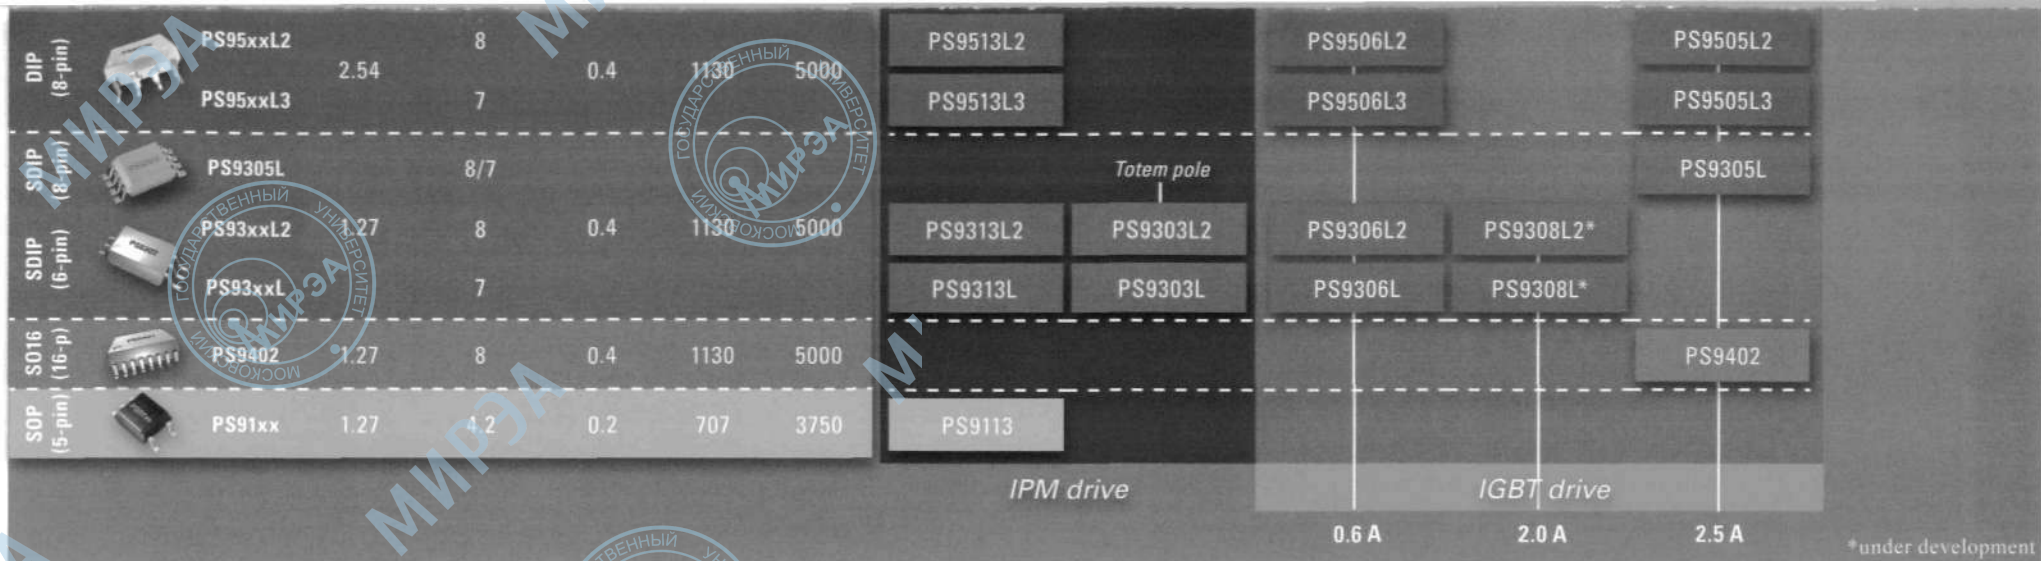 DIP (8-pin)
PS95xxL2 8
2.54 0.4 1130 5000
PS95xxL3 7
PS9513L2 PS9506L2 PS9505L2
PS9513L3 PS9506L3 PS9505L3
SDIP (8-pin)
PS9305L 8/7
Totem pole
PS9305L
SDIP (6-pin)
PS93xxL2 1.27 8 0.4 1130 5000
PS93xxL 7
PS9313L2 PS9303L2 PS9306L2 PS9308L2*
PS9313L PS9303L PS9306L PS9308L*
SO16 (16-p)
PS9402 1.27 8 0.4 1130 5000
PS9402
SOP (5-pin)
PS91xx 1.27 4.2 0.2 707 3750
PS9113
IPM drive IGBT drive
0.6 A 2.0 A 2.5 A
*under development
МИРЭА
МИРЭА
МИРЭА
МИРЭА